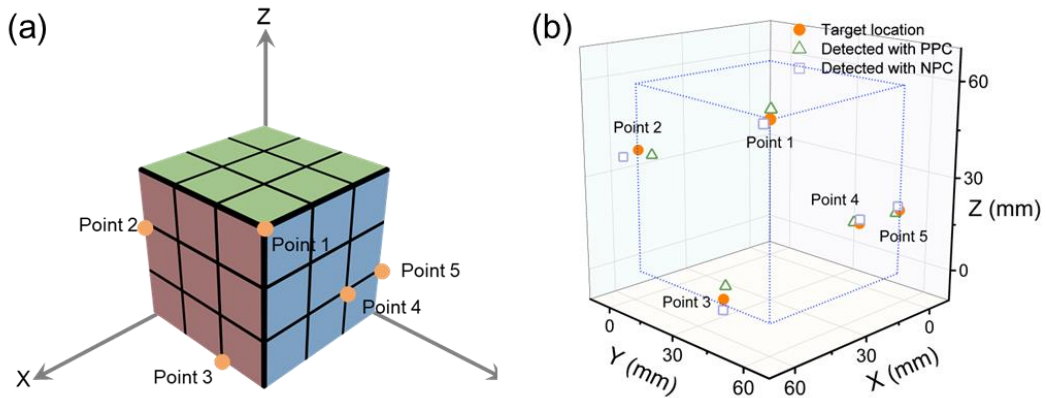 (a)
Z
Point 2
Point 1
Point 5
Point 4
Point 3
X
(b)
Target location
Detected with PPC
Detected with NPC
60
Point 2
Point 1
30
Z (mm)
Point 4
Point 5
0
Point 3
0
30
60
Y (mm)
60
30
0
X (mm)